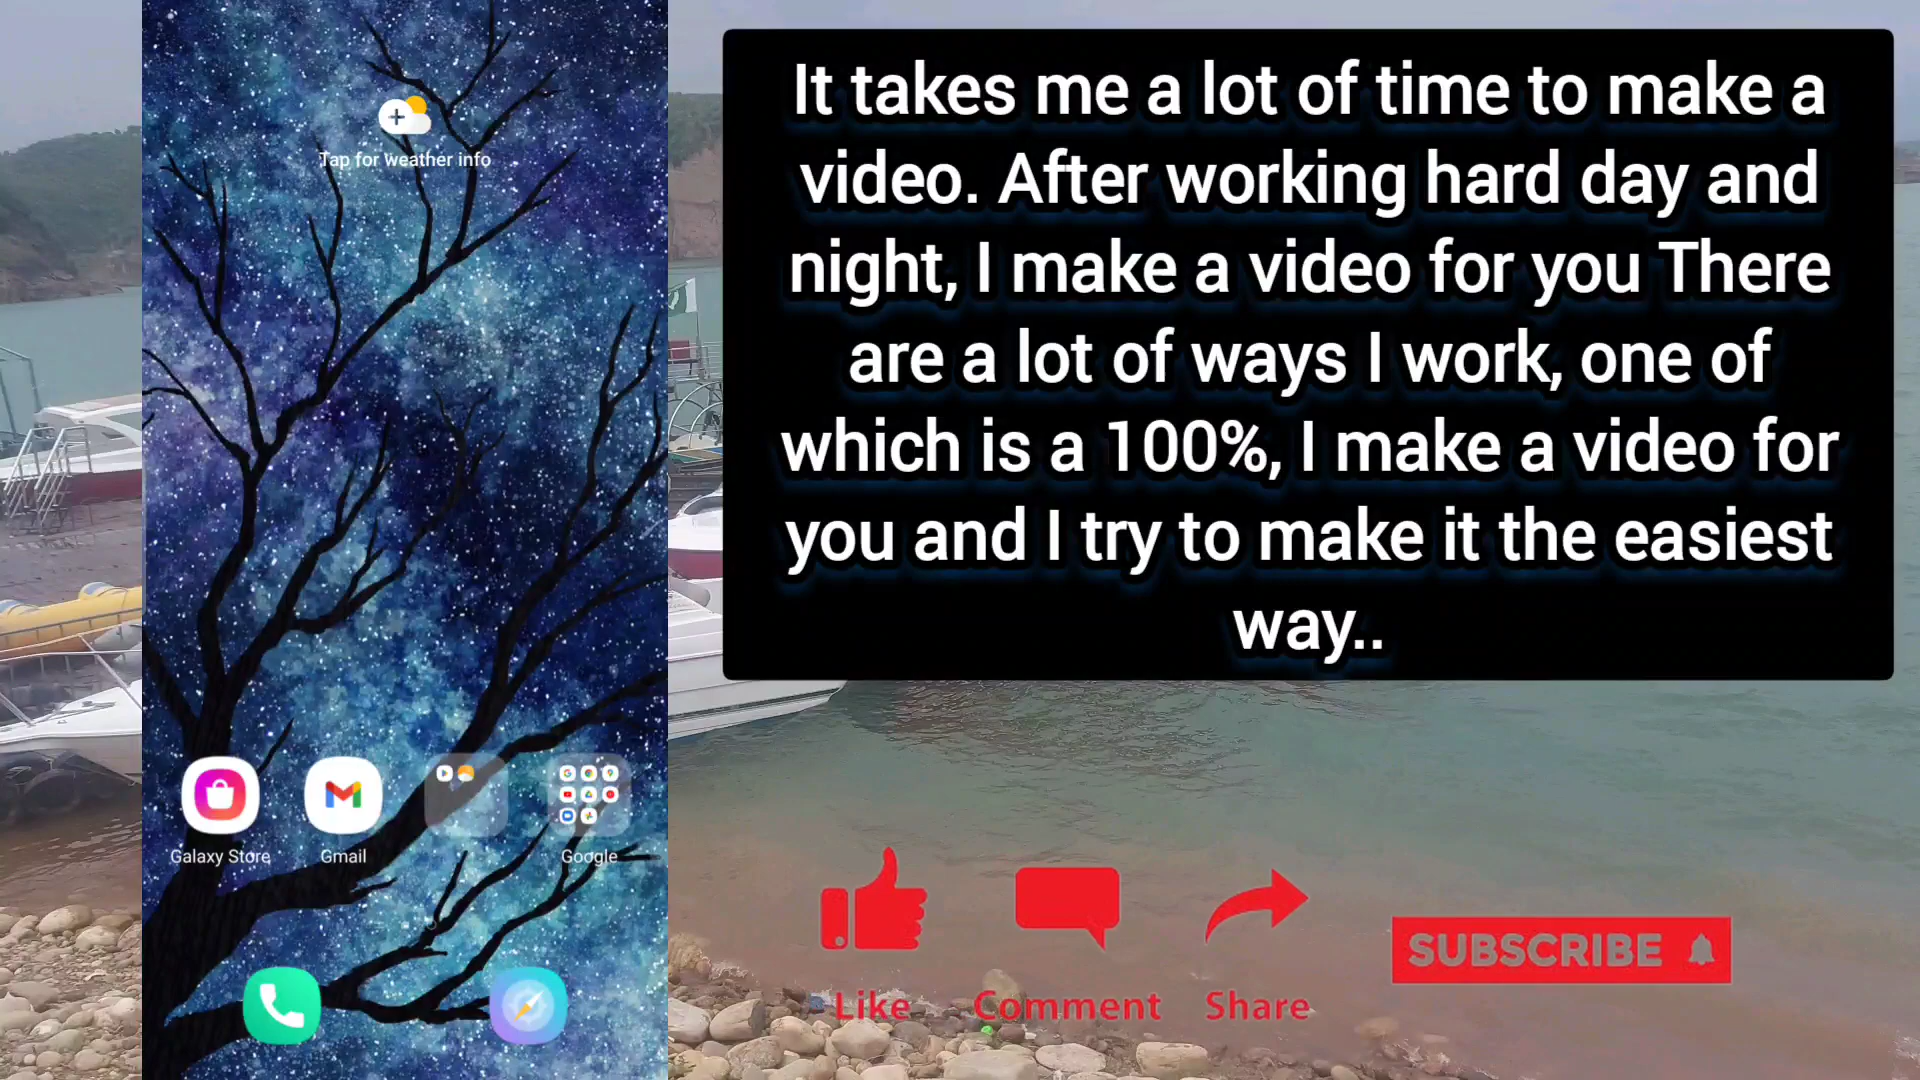 Tap for weather info
Galaxy Store
Gmail
Google
It takes me a lot of time to make a
video. After working hard day and
night, I make a video for you There
are a lot of ways I work, one of
which is a 100%, I make a video for
you and I try to make it the easiest
way..
Like
Comment
Share
SUBSCRIBE